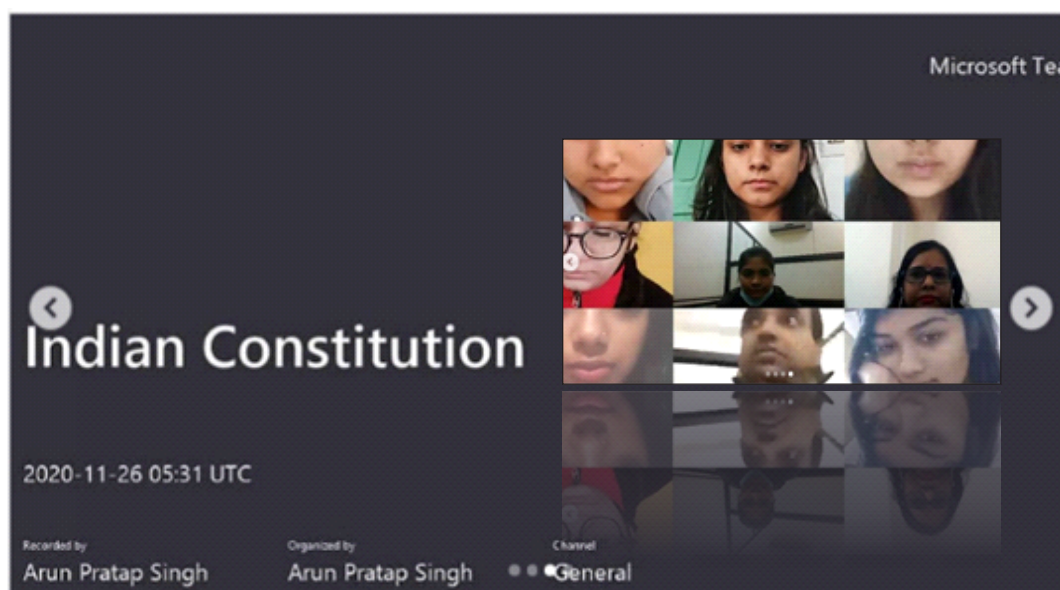 Microsoft Tea
Indian Constitution
2020-11-26 05:31 UTC
Recorded by
Arun Pratap Singh
Organized by
Arun Pratap Singh
Channel
General